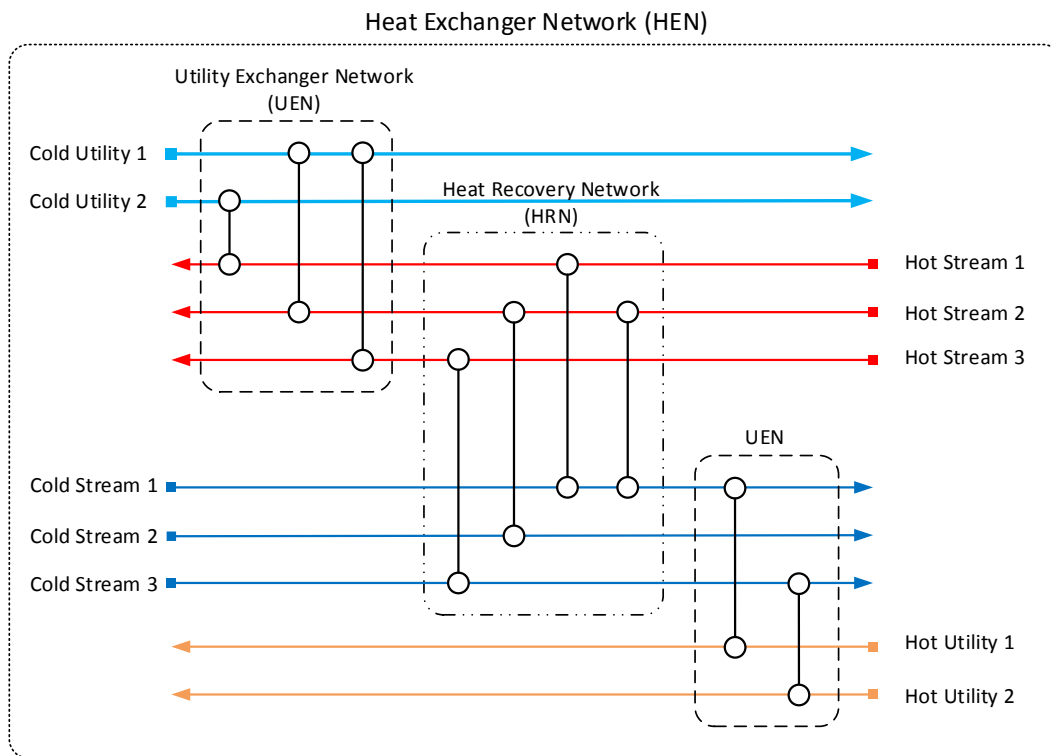 Heat Exchanger Network (HEN)
Utility Exchanger Network
(UEN)
Cold Utility 1
Cold Utility 2
Heat Recovery Network
(HRN)
Hot Stream 1
Hot Stream 2
Hot Stream 3
UEN
Cold Stream 1
Cold Stream 2
Cold Stream 3
Hot Utility 1
Hot Utility 2